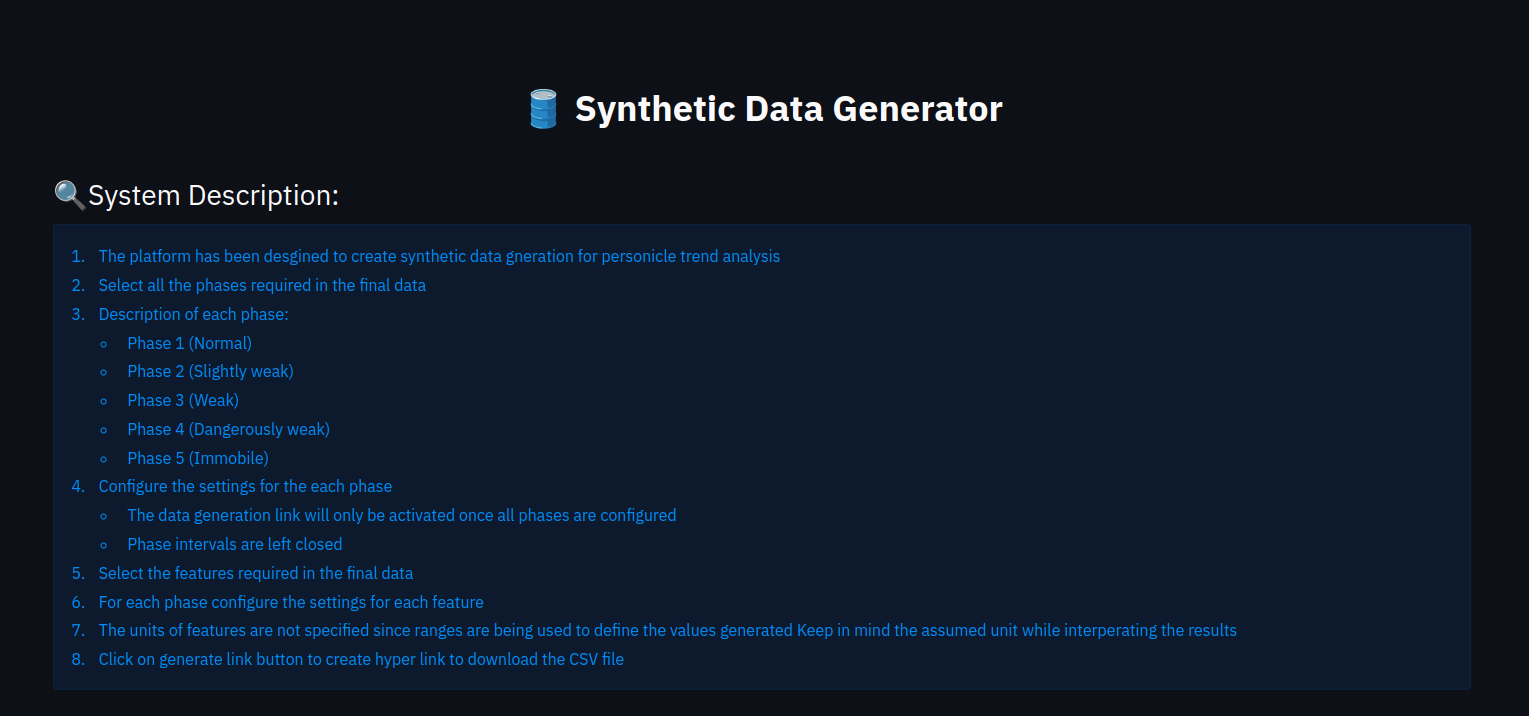 Synthetic Data Generator
System Description:
1. The platform has been desgined to create synthetic data gneration for personicle trend analysis
2. Select all the phases required in the final data
3. Description of each phase:
Phase 1 (Normal)
Phase 2 (Slightly weak)
Phase 3 (Weak)
Phase 4 (Dangerously weak)
Phase 5 (Immobile)
4. Configure the settings for the each phase
The data generation link will only be activated once all phases are configured
Phase intervals are left closed
5. Select the features required in the final data
6. For each phase configure the settings for each feature
7. The units of features are not specified since ranges are being used to define the values generated Keep in mind the assumed unit while interperating the results
8. Click on generate link button to create hyper link to download the CSV file